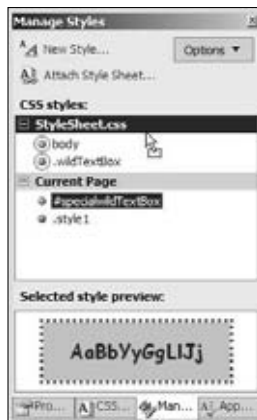 Manage Styles
New Style... Options
Attach Style Sheet...
CSS styles:
StyleSheet.css
body
.wildTextBox
Current Page
#specialwildTextBox
.style1
Selected style preview:
AaBbYyGgLlJj
Pro... CSS... Man... App...